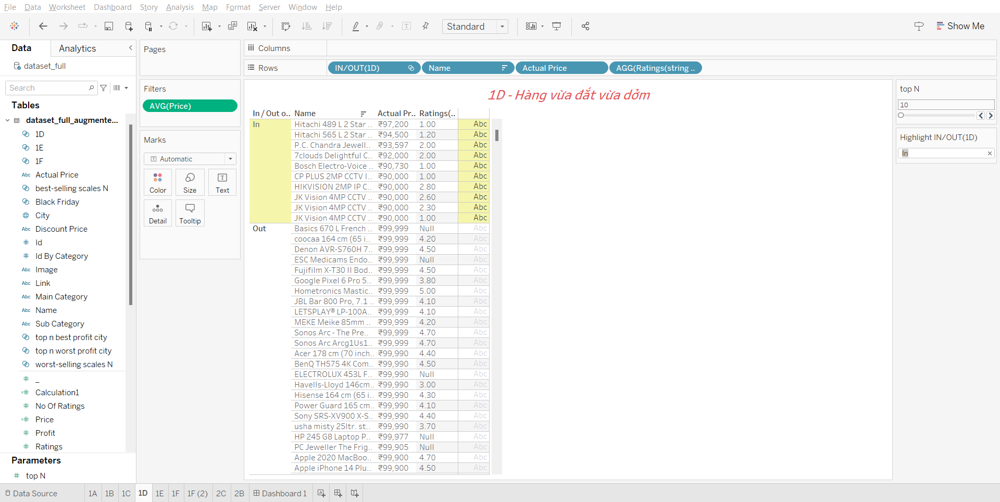 File Data Worksheet Dashboard Story Analysis Map Format Server Window Help
Standard
Show Me
Data Analytics
dataset_full
Search
Tables
dataset_full_augmente...
1D
1E
1F
Abc Actual Price
best-selling scales N
Black Friday
City
Abc Discount Price
# Id
# Id By Category
Abc Image
Abc Link
Abc Main Category
Abc Name
Abc Sub Category
top n best profit city
top n worst profit city
worst-selling scales N
# _
=# Calculation1
# No Of Ratings
=# Price
# Profit
# Ratings
Parameters
# top N
Pages
Filters
AVG(Price)
Marks
Automatic
Color Size Text
Detail Tooltip
Columns
Rows IN/OUT(1D) Name Actual Price AGG(Ratings(string ..
1D - Hàng vừa đắt vừa dởm
In / Out o.. Name Actual Pr.. Ratings(..
In Hitachi 489 L 2 Star .. ₹97,200 1.00 Abc
Hitachi 565 L 2 Star .. ₹94,500 1.20 Abc
P.C. Chandra Jewell.. ₹93,597 2.00 Abc
7clouds Delightful C.. ₹92,000 2.00 Abc
Bosch Electro-Voice .. ₹90,730 1.00 Abc
CP PLUS 2MP CCTV I.. ₹90,000 1.00 Abc
HIKVISION 2MP IP C.. ₹90,000 2.80 Abc
JK Vision 4MP CCTV .. ₹90,000 2.60 Abc
JK Vision 4MP CCTV .. ₹90,000 2.30 Abc
JK Vision 4MP CCTV .. ₹90,000 1.00 Abc
Out Basics 670 L French .. ₹99,999 Null Abc
coocaa 164 cm (65 i.. ₹99,999 4.20 Abc
Denon AVR-S760H 7.. ₹99,999 4.50 Abc
ESC Medicams Endo.. ₹99,999 Null Abc
Fujifilm X-T30 II Bod.. ₹99,999 4.50 Abc
Google Pixel 6 Pro 5.. ₹99,999 3.80 Abc
Hometronics Mastic.. ₹99,999 5.00 Abc
JBL Bar 800 Pro, 7.1 .. ₹99,999 4.10 Abc
LETSPLAY® LP-100A.. ₹99,999 4.10 Abc
MEKE Meike 85mm .. ₹99,999 4.20 Abc
Sonos Arc - The Pre.. ₹99,999 4.70 Abc
Sonos Arc Arcg1Us1.. ₹99,999 4.70 Abc
Acer 178 cm (70 inch.. ₹99,990 4.40 Abc
BenQ TH575 4K Com.. ₹99,990 4.50 Abc
ELECTROLUX 453L F.. ₹99,990 Null Abc
Havells-Lloyd 146cm.. ₹99,990 3.00 Abc
Hisense 164 cm (65 i.. ₹99,990 4.30 Abc
Power Guard 165 cm.. ₹99,990 4.10 Abc
Sony SRS-XV900 X-S.. ₹99,990 4.40 Abc
usha misty 25ltr. st.. ₹99,990 3.70 Abc
HP 245 G8 Laptop P.. ₹99,977 Null Abc
PC Jeweller The Frig.. ₹99,905 Null Abc
Apple 2020 MacBoo.. ₹99,900 4.70 Abc
Apple iPhone 14 Plu.. ₹99,900 4.50 Abc
top N
10
Highlight IN/OUT(1D)
In
Data Source 1A 1B 1C 1D 1E 1F 1F (2) 2C 2B Dashboard 1